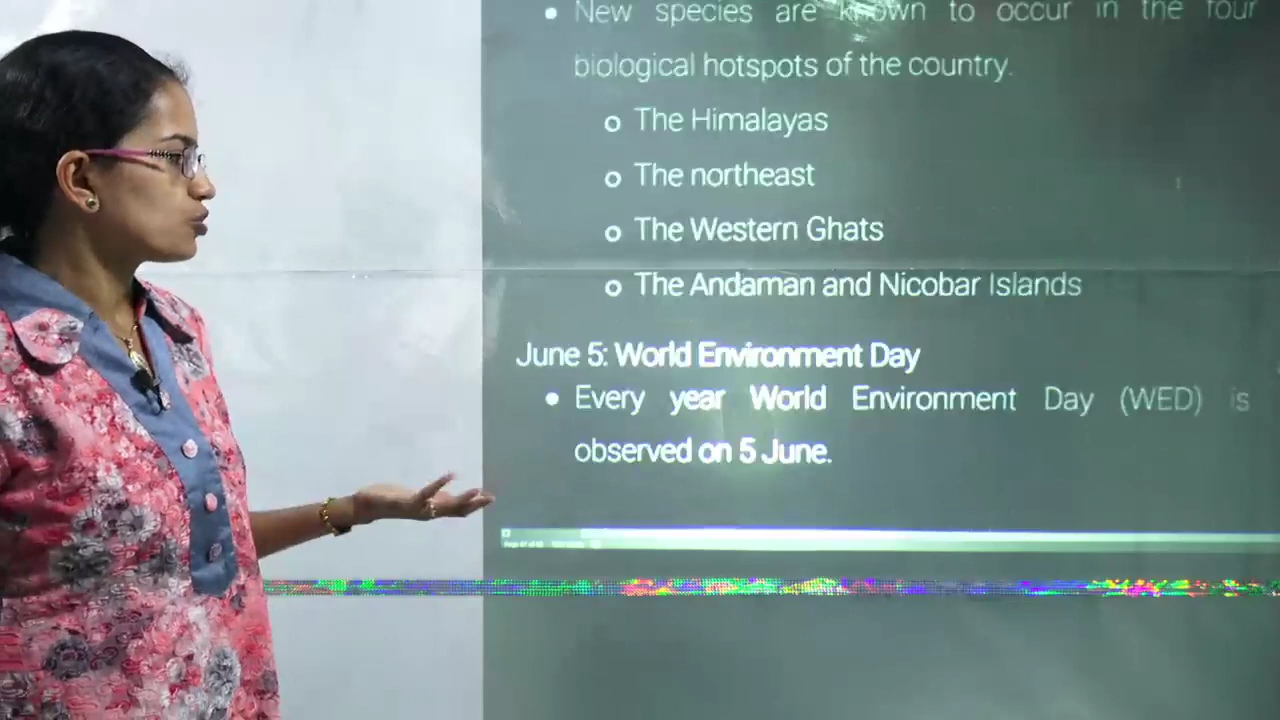 • New species are known to occur in the four
biological hotspots of the country.
o The Himalayas
o The northeast
o The Western Ghats
o The Andaman and Nicobar Islands
June 5: World Environment Day
• Every year World Environment Day (WED) is
observed on 5 June.